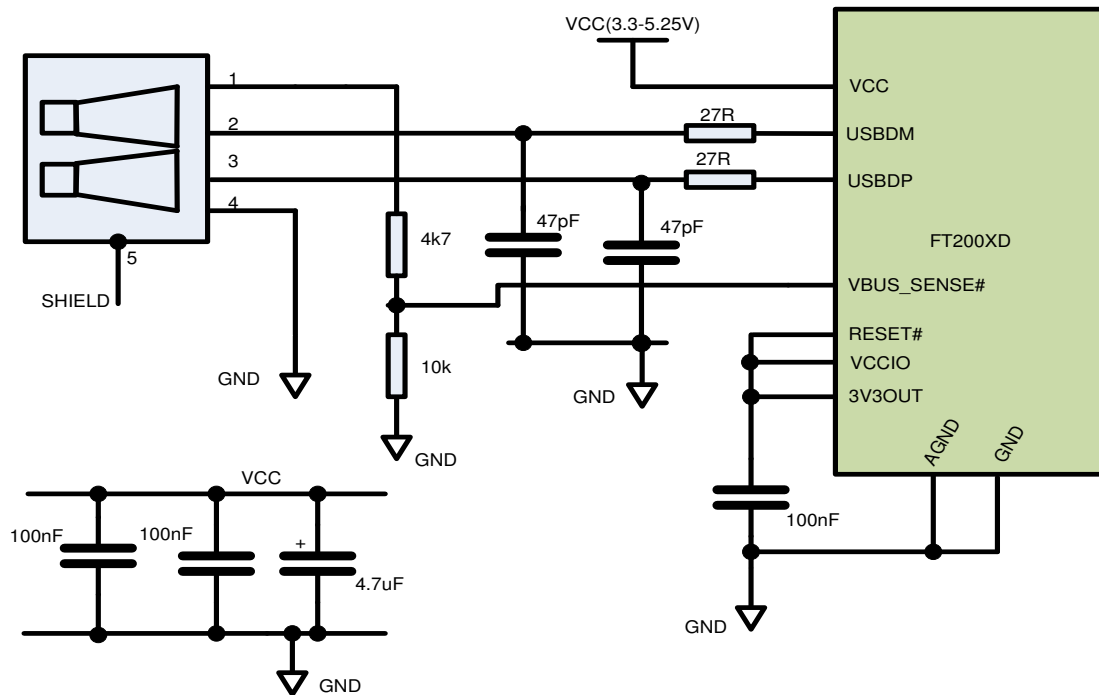 VCC(3.3-5.25V)
1
VCC
2
27R
USBDM
3
27R
USBDP
4
47pF
47pF
4k7
FT200XD
5
VBUS_SENSE#
SHIELD
RESET#
VCCIO
10k
GND
GND
3V3OUT
AGND
GND
GND
VCC
100nF
100nF
100nF
+
4.7uF
GND
GND